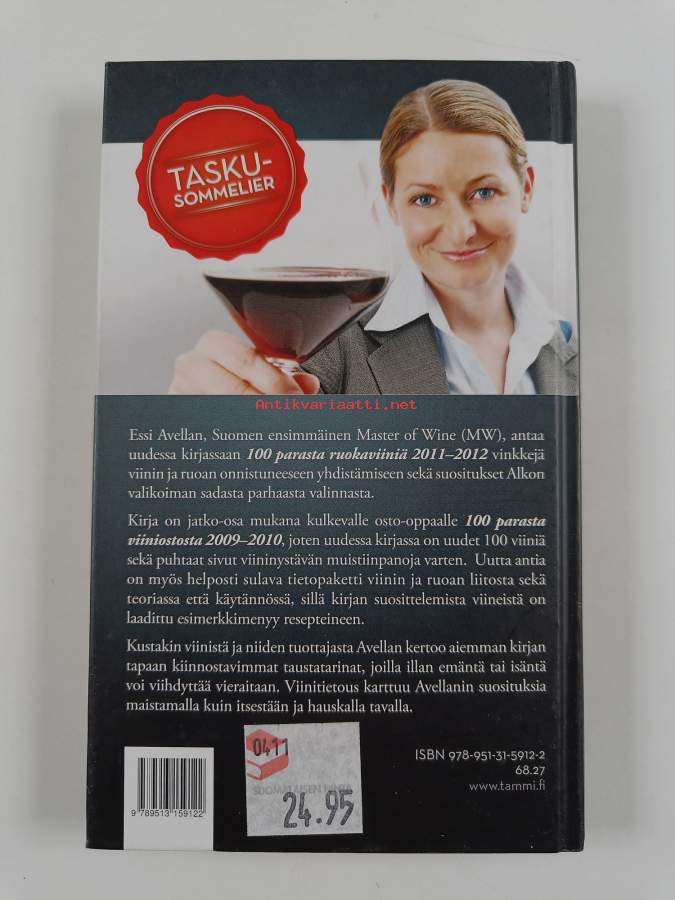 TASKU-
SOMMELIER
Antikvariaatti.net
Essi Avellan, Suomen ensimmäinen Master of Wine (MW), antaa
uudessa kirjassaan 100 parasta ruokaviiniä 2011–2012 vinkkejä
viinin ja ruoan onnistuneeseen yhdistämiseen sekä suositukset Alkon
valikoiman sadasta parhaasta valinnasta.
Kirja on jatko-osa mukana kulkevalle osto-oppaalle 100 parasta
viiniostosta 2009–2010, joten uudessa kirjassa on uudet 100 viiniä
sekä puhtaat sivut viininystävän muistiinpanoja varten. Uutta antia
on myös helposti sulava tietopaketti viinin ja ruoan liitosta sekä
teoriassa että käytännössä, sillä kirjan suosittelemista viineistä on
laadittu esimerkkimenyy resepteineen.
Kustakin viinistä ja niiden tuottajasta Avellan kertoo aiemman kirjan
tapaan kiinnostavimmat taustatarinat, joilla illan emäntä tai isäntä
voi viihdyttää vieraitaan. Viinitietous karttuu Avellanin suosituksia
maistamalla kuin itsestään ja hauskalla tavalla.
0411
24.95
9 789513 159122
ISBN 978-951-31-5912-2
68.27
www.tammi.fi